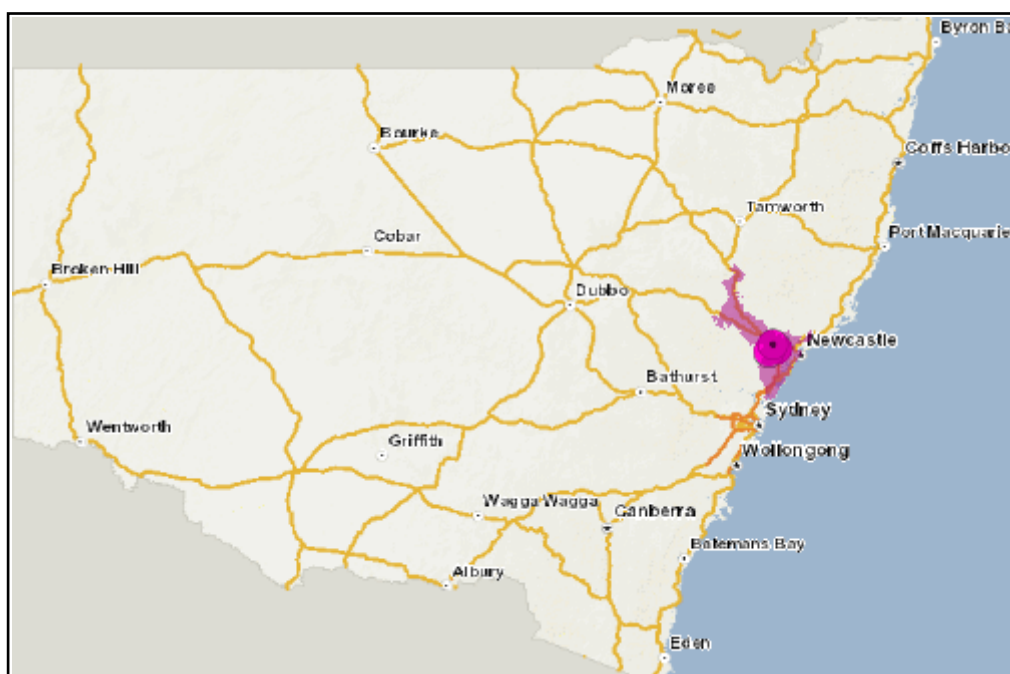 Byron Ba
Moree
Bourke
Coffs Harbo
Tamworth
Port Macquarie
Cobar
Broken Hill
Dubbo
Newcastle
Bathurst
Sydney
Wentworth
Griffith
Wollongong
Wagga Wagga
Canberra
Batemans Bay
Albury
Eden